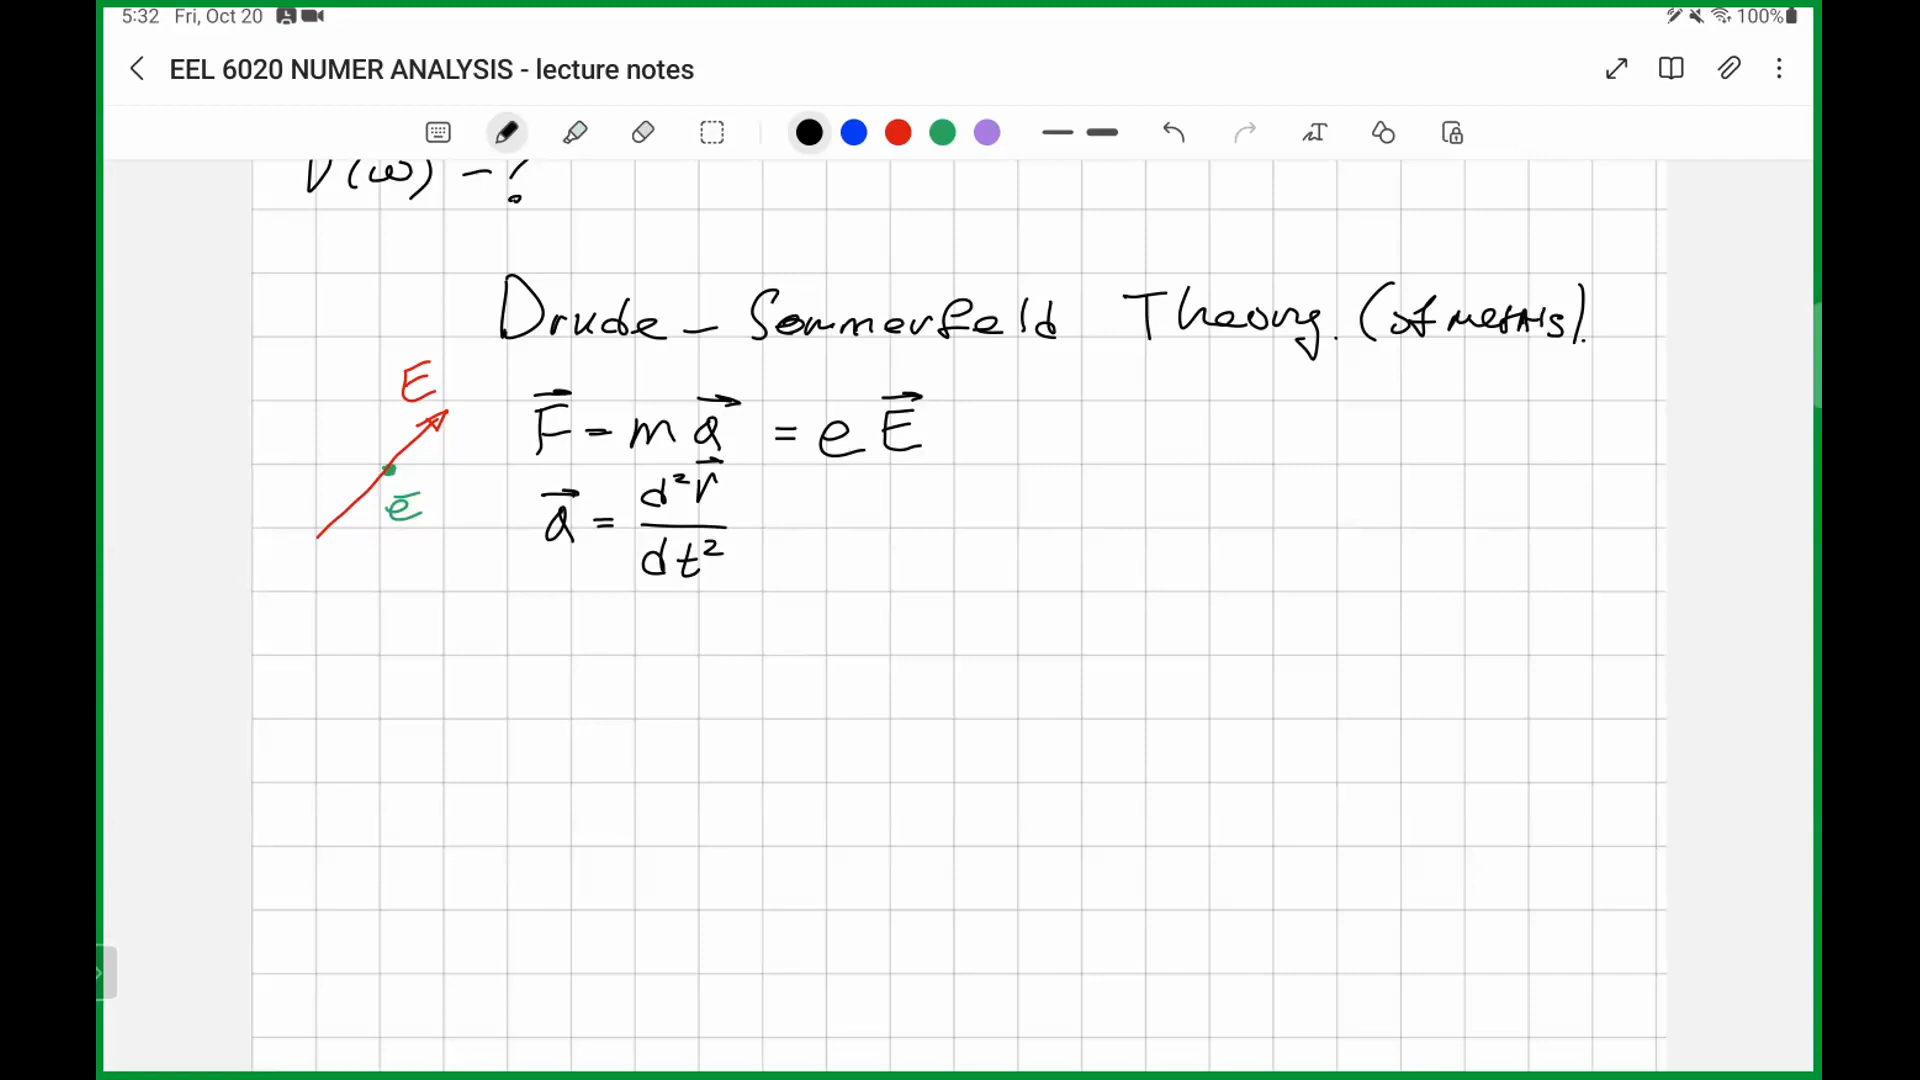 5:32 Fri, Oct 20 100%
EEL 6020 NUMER ANALYSIS - lecture notes
V(ω) - ?
Drude - Sommerfeld Theory. (of metals).
E
F⃗ = m a⃗ = e E⃗
e
a⃗ = d²r⃗ / dt²